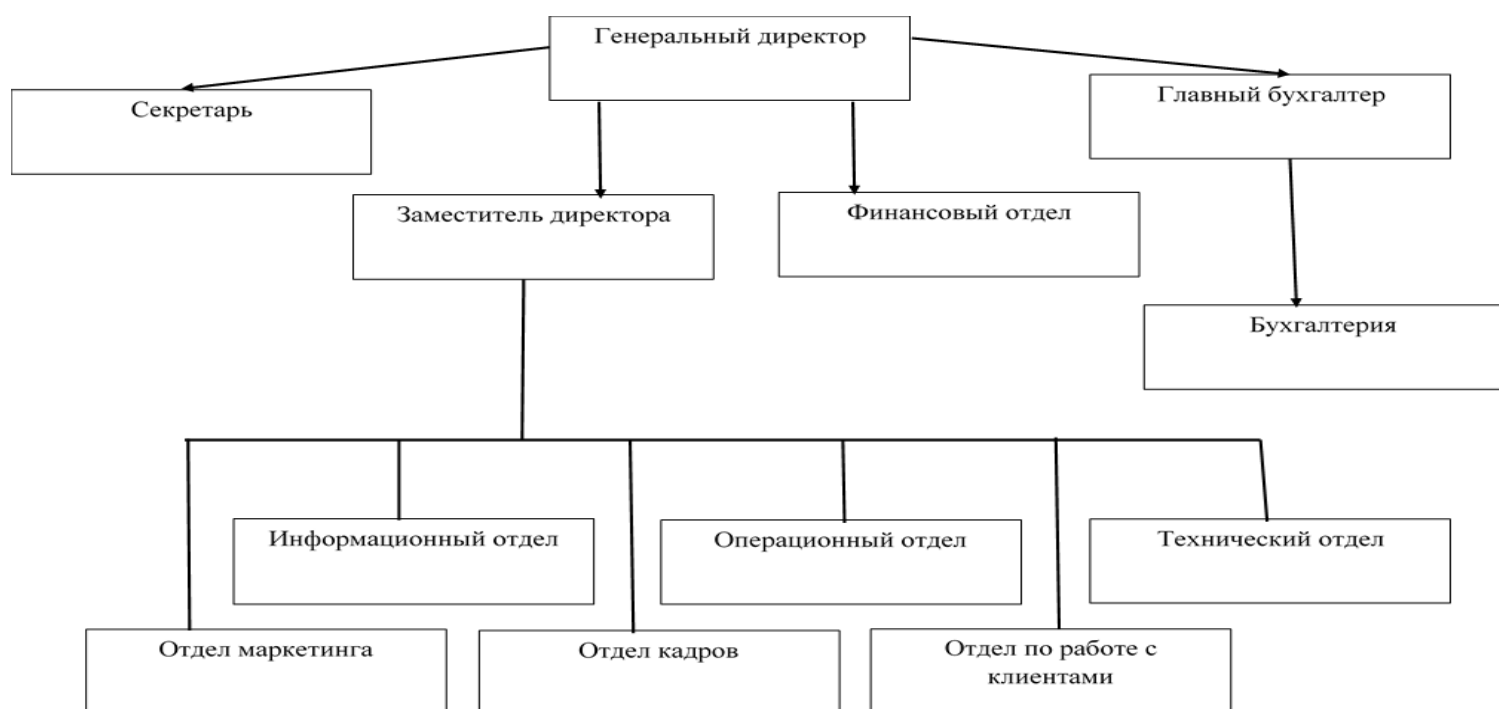 Генеральный директор
Секретарь
Главный бухгалтер
Заместитель директора
Финансовый отдел
Бухгалтерия
Информационный отдел
Операционный отдел
Технический отдел
Отдел маркетинга
Отдел кадров
Отдел по работе с
клиентами